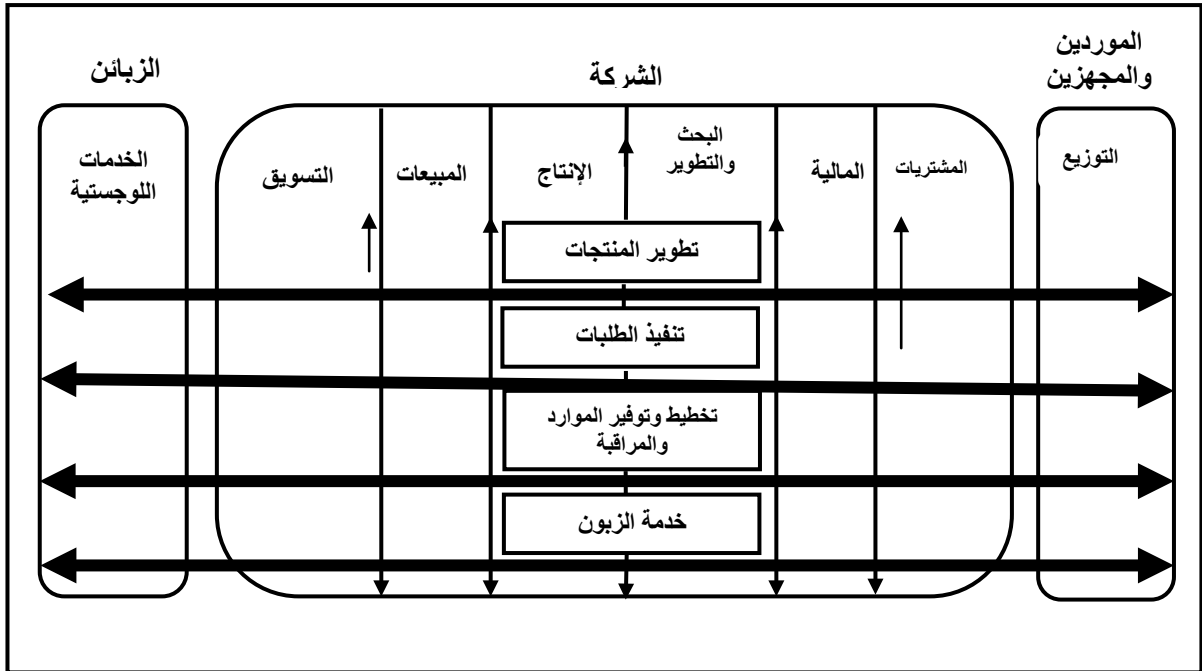 الموردين
والمجهزين
الشركة
الزبائن
التوزيع
المشتريات
المالية
البحث
والتطوير
الإنتاج
المبيعات
التسويق
الخدمات
اللوجستية
تطوير المنتجات
تنفيذ الطلبات
تخطيط وتوفير الموارد
والمراقبة
خدمة الزبون